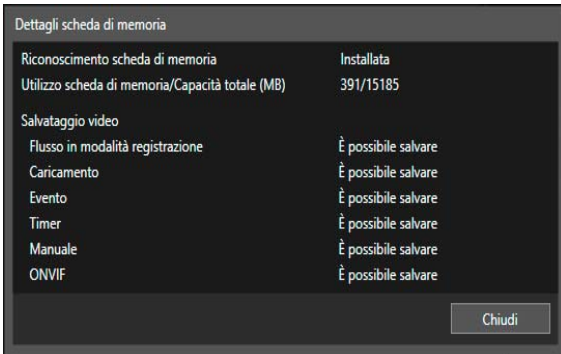 Dettagli scheda di memoria
Riconoscimento scheda di memoria Installata
Utilizzo scheda di memoria/Capacità totale (MB) 391/15185
Salvataggio video
Flusso in modalità registrazione È possibile salvare
Caricamento È possibile salvare
Evento È possibile salvare
Timer È possibile salvare
Manuale È possibile salvare
ONVIF È possibile salvare
Chiudi